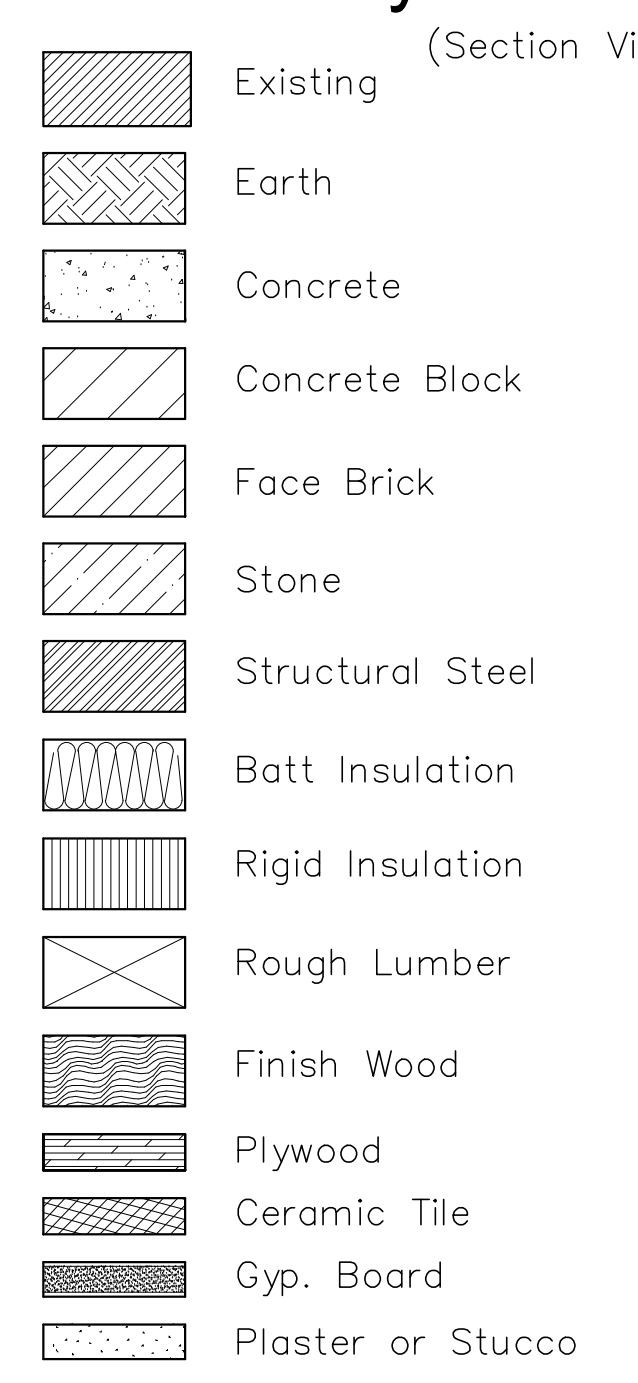 (Section
Existing
Earth
Concrete
Concrete Block
Face Brick
Stone
Structural Steel
Batt Insulation
Rigid Insulation
Rough Lumber
Finish Wood
Plywood
Ceramic Tile
Gyp. Board
Plaster or Stucco